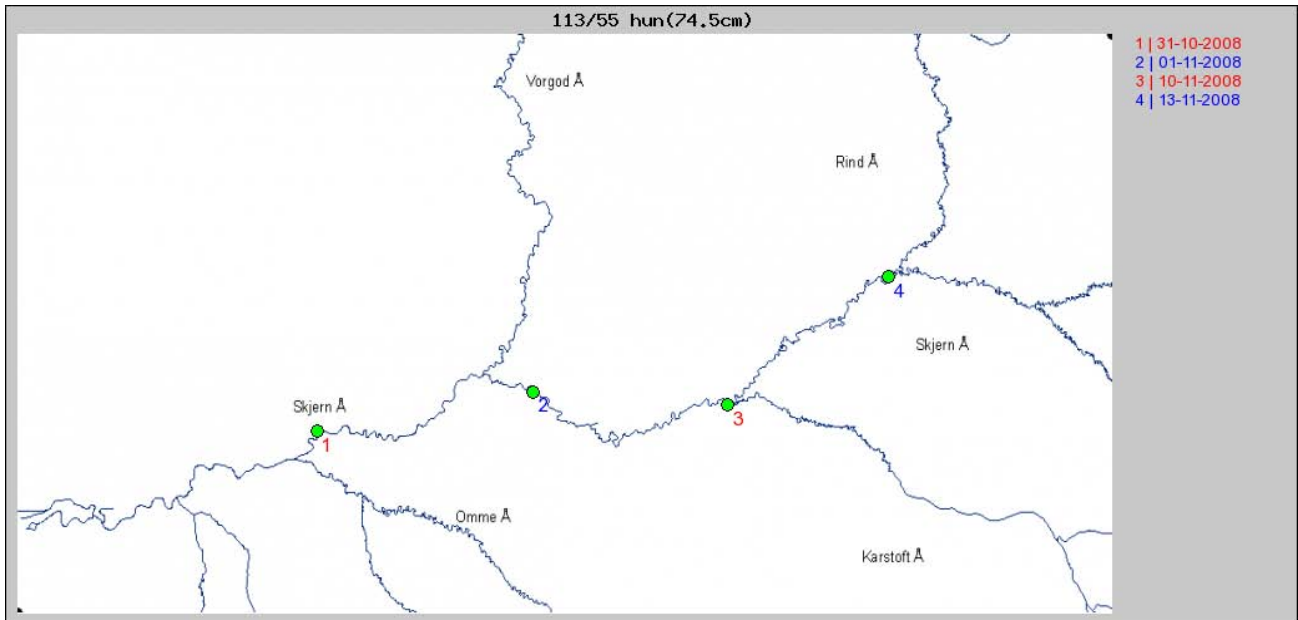 113/55 hun(74.5cm)
1 | 31-10-2008
2 | 01-11-2008
3 | 10-11-2008
4 | 13-11-2008
Vorgod Å
Rind Å
4
Skjern Å
Skjern Å
2
3
1
Omme Å
Karstoft Å